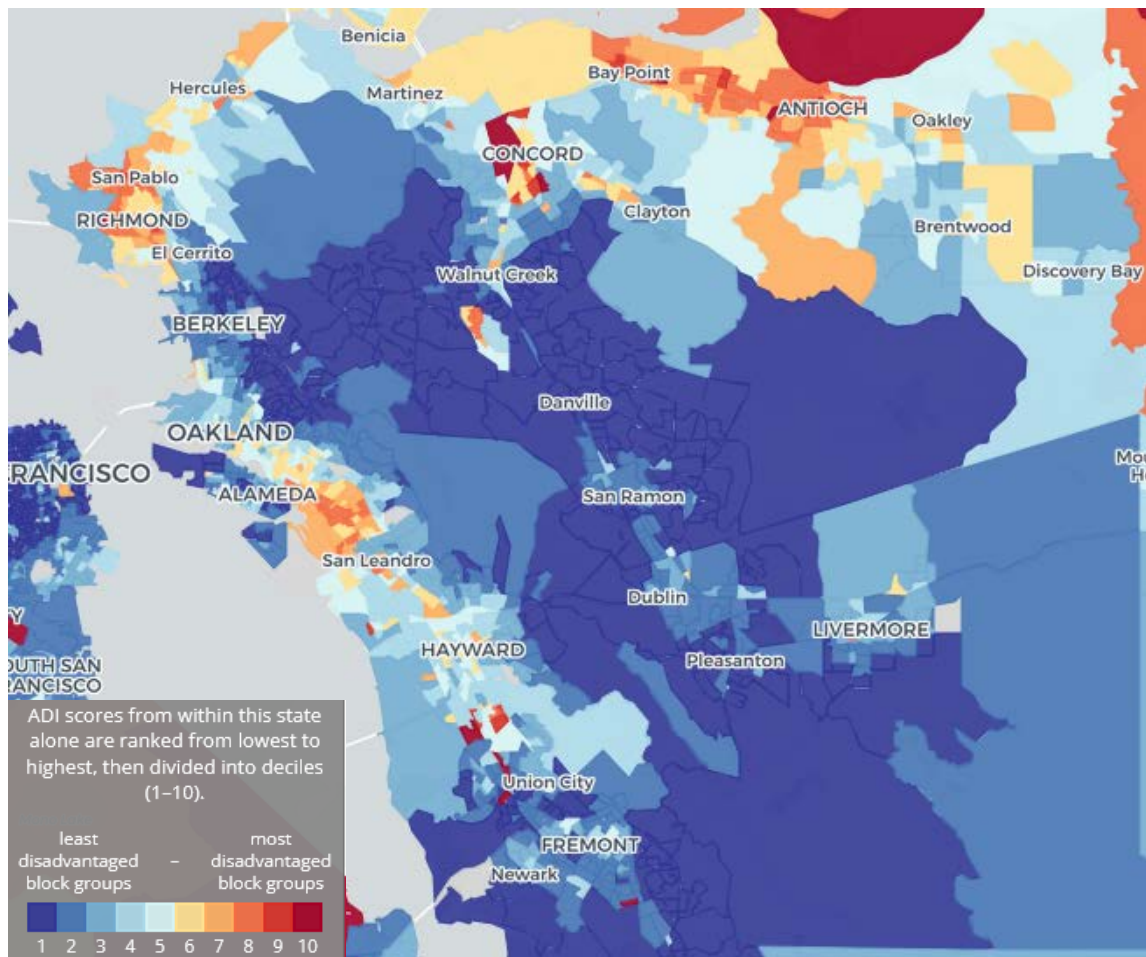 Benicia
Hercules
Martinez
Bay Point
ANTIOCH
Oakley
CONCORD
San Pablo
RICHMOND
Clayton
El Cerrito
Brentwood
Walnut Creek
Discovery Bay
BERKELEY
Danville
OAKLAND
FRANCISCO
ALAMEDA
San Ramon
San Leandro
Dublin
LIVERMORE
HAYWARD
Pleasanton
OUTH SAN
RANCISCO
Union City
FREMONT
Newark
ADI scores from within this state
alone are ranked from lowest to
highest, then divided into deciles
(1–10).
least – most
disadvantaged disadvantaged
block groups block groups
1 2 3 4 5 6 7 8 9 10